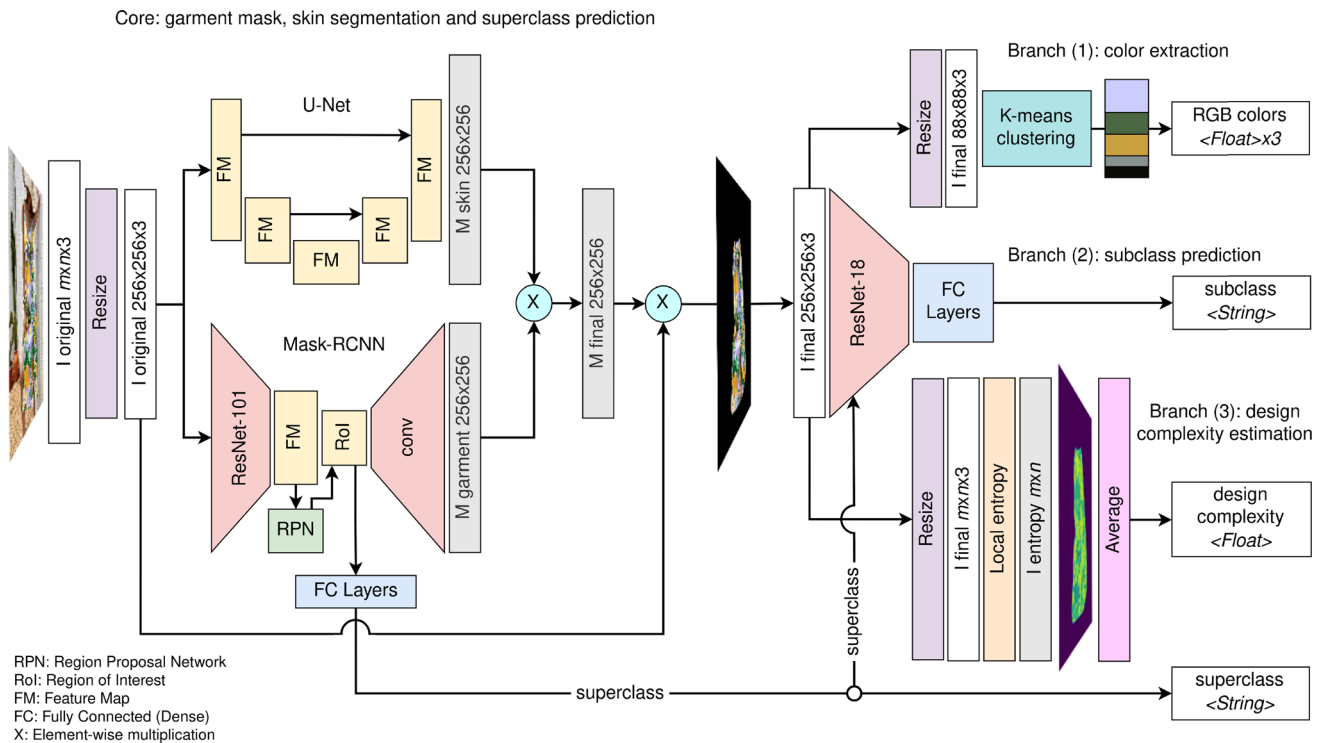 Core: garment mask, skin segmentation and superclass prediction
I original mxnx3
Resize
I original 256x256x3
U-Net
FM
FM
FM
FM
FM
M skin 256x256
Mask-RCNN
ResNet-101
FM
RPN
RoI
conv
M garment 256x256
FC Layers
X
M final 256x256
X
I final 256x256x3
ResNet-18
Branch (1): color extraction
Resize
I final 88x88x3
K-means
clustering
RGB colors
<Float>x3
Branch (2): subclass prediction
FC
Layers
subclass
<String>
Branch (3): design
complexity estimation
Resize
I final mxnx3
Local entropy
I entropy mxn
Average
design
complexity
<Float>
superclass
superclass
superclass
<String>
RPN: Region Proposal Network
RoI: Region of Interest
FM: Feature Map
FC: Fully Connected (Dense)
X: Element-wise multiplication